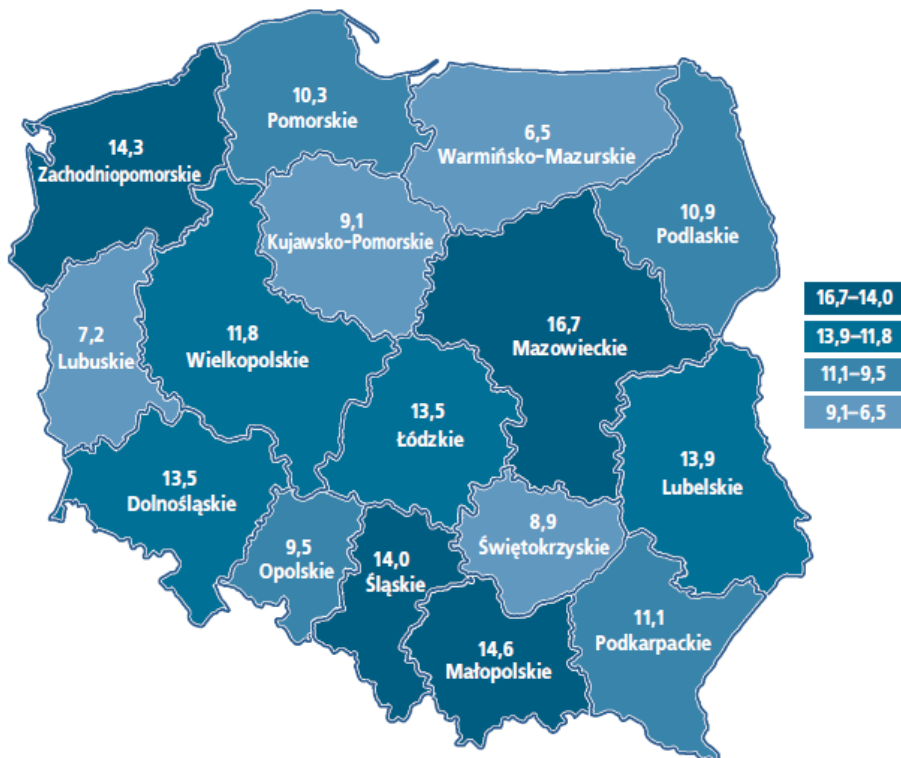 10,3
Pomorskie
6,5
Warmińsko-Mazurskie
14,3
Zachodniopomorskie
9,1
Kujawsko-Pomorskie
10,9
Podlaskie
7,2
Lubuskie
11,8
Wielkopolskie
16,7
Mazowieckie
13,5
Łódzkie
13,9
Lubelskie
13,5
Dolnośląskie
9,5
Opolskie
14,0
Śląskie
8,9
Świętokrzyskie
14,6
Małopolskie
11,1
Podkarpackie
16,7–14,0
13,9–11,8
11,1–9,5
9,1–6,5